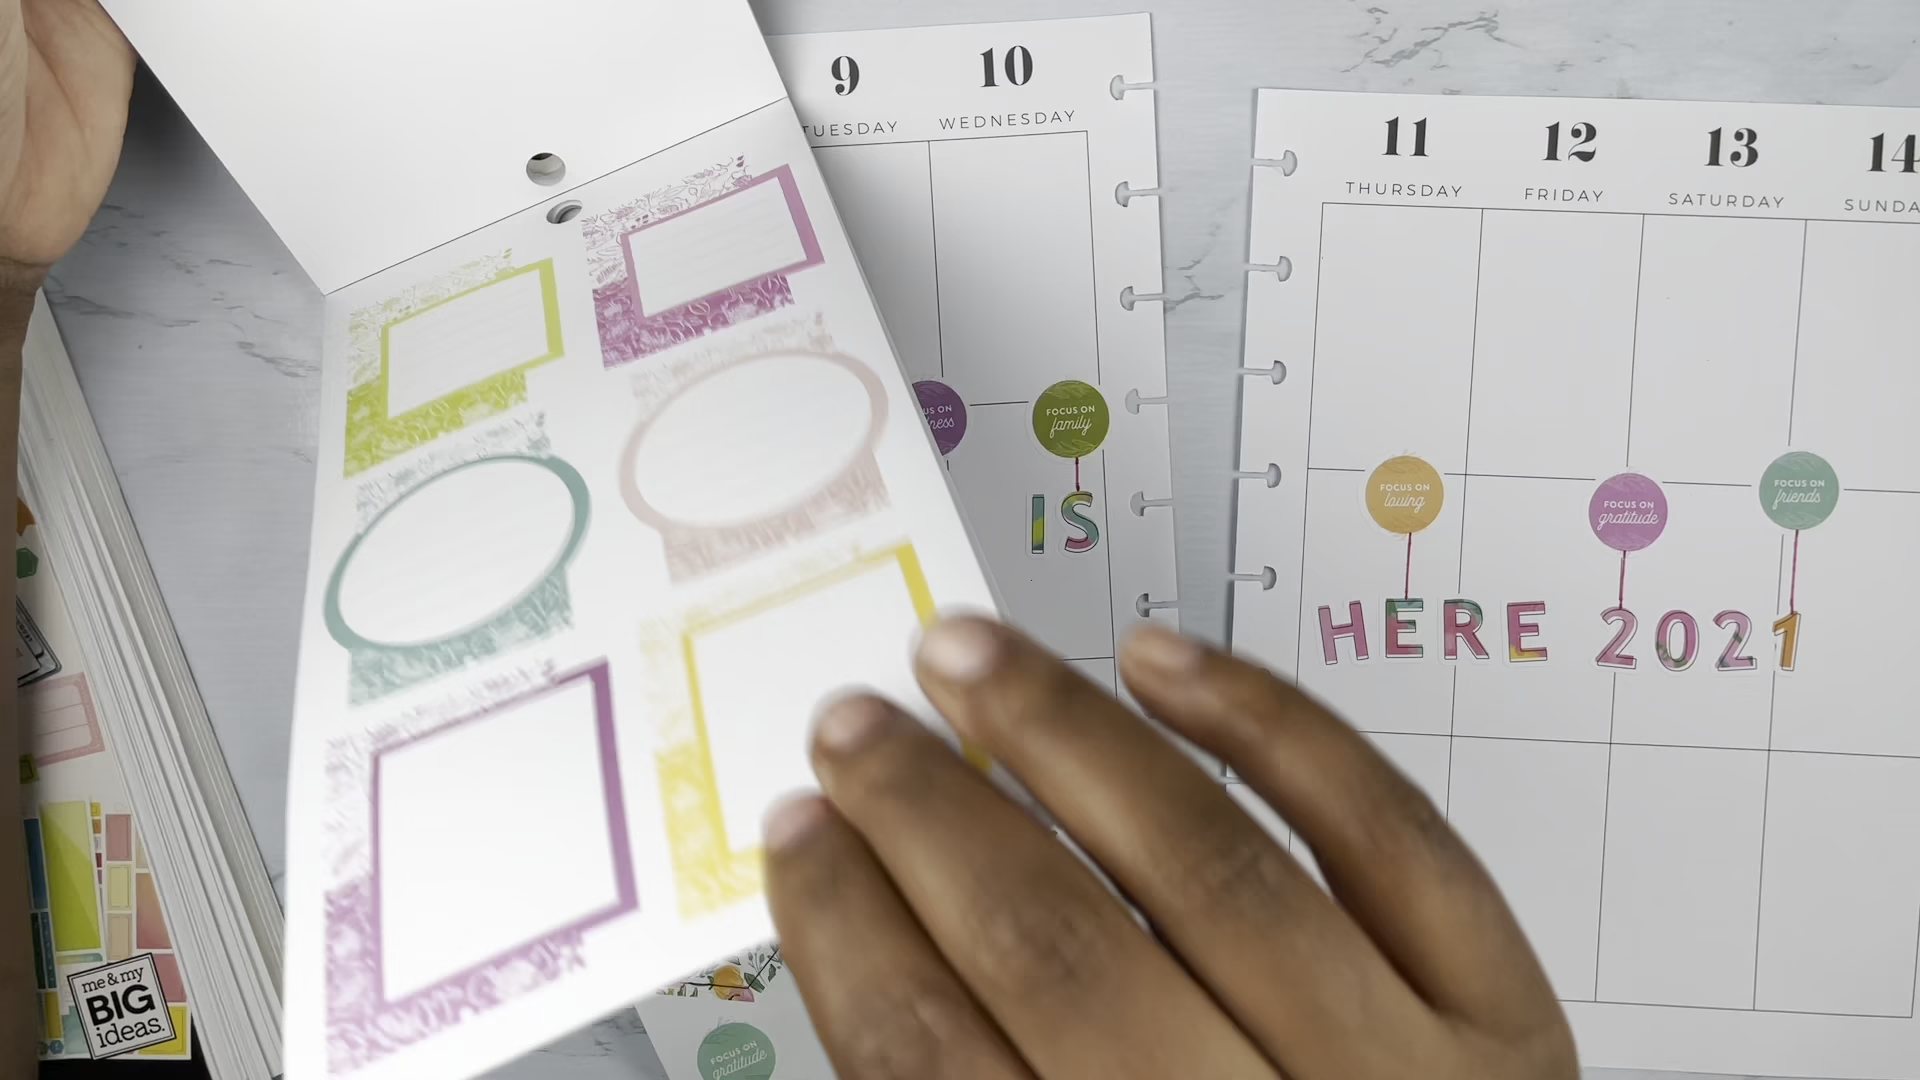 9
10
TUESDAY
WEDNESDAY
11
12
13
14
THURSDAY
FRIDAY
SATURDAY
FOCUS ON
family
IS
FOCUS ON
loving
FOCUS ON
gratitude
FOCUS ON
friends
HERE 2021
me & my
BIG
ideas.
FOCUS ON
gratitude